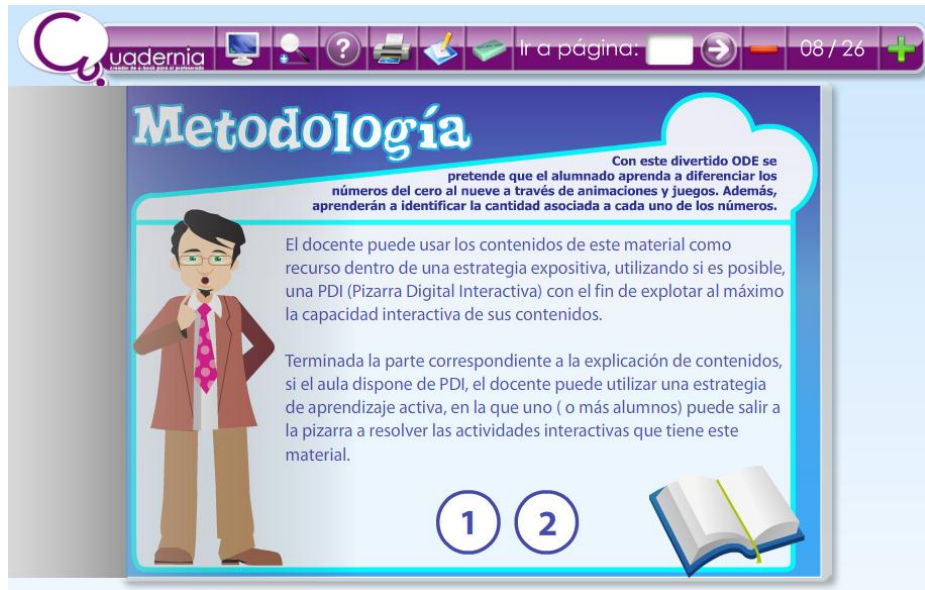 Cuadernia
Ir a página:
08 / 26
Metodología
Con este divertido ODE se
pretende que el alumnado aprenda a diferenciar los
números del cero al nueve a través de animaciones y juegos. Además,
aprenderán a identificar la cantidad asociada a cada uno de los números.
El docente puede usar los contenidos de este material como
recurso dentro de una estrategia expositiva, utilizando si es posible,
una PDI (Pizarra Digital Interactiva) con el fin de explotar al máximo
la capacidad interactiva de sus contenidos.
Terminada la parte correspondiente a la explicación de contenidos,
si el aula dispone de PDI, el docente puede utilizar una estrategia
de aprendizaje activa, en la que uno ( o más alumnos) puede salir a
la pizarra a resolver las actividades interactivas que tiene este
material.
1 2